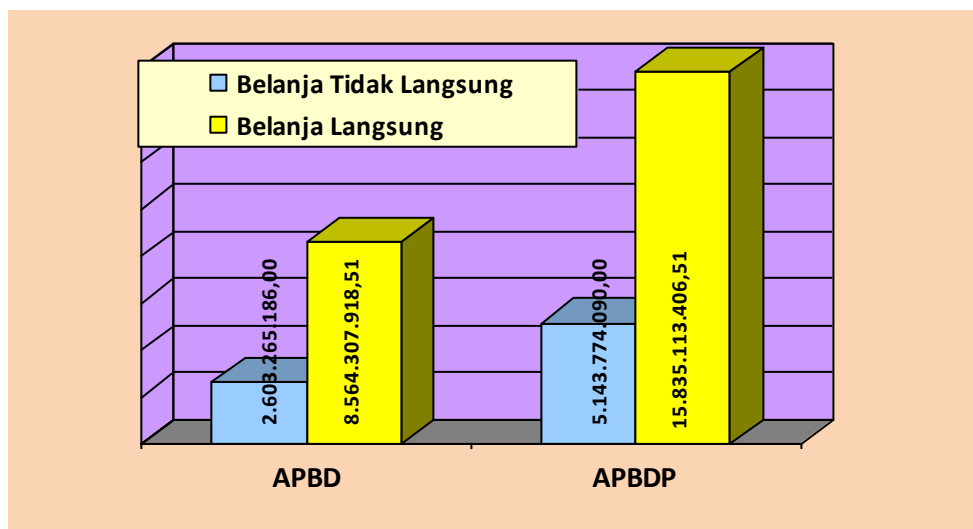 Belanja Tidak Langsung
Belanja Langsung
2.603.265.186,00
8.564.307.918,51
5.143.774.090,00
15.835.113.406,51
APBD
APBDP